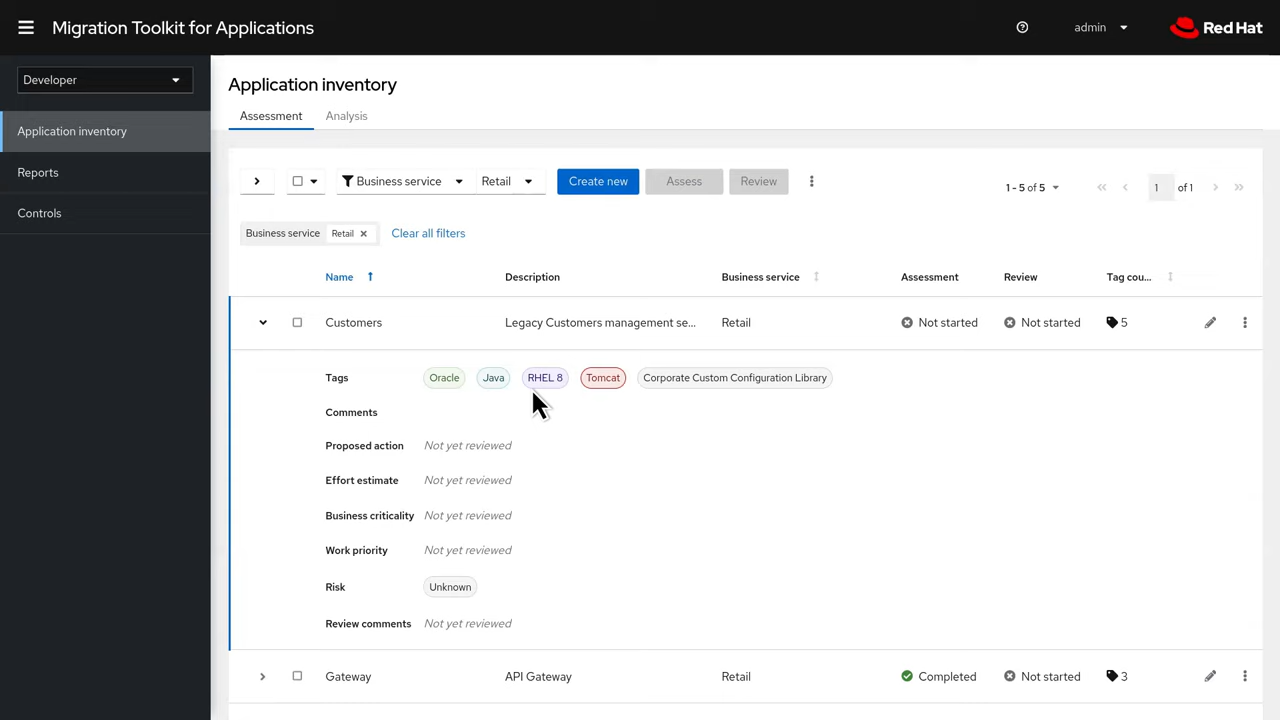 Migration Toolkit for Applications
admin
Red Hat
Developer
Application inventory
Reports
Controls
Application inventory
Assessment Analysis
Business service Retail Create new Assess Review 1 - 5 of 5 1 of 1
Business service Retail Clear all filters
Name Description Business service Assessment Review Tag cou...
Customers Legacy Customers management se... Retail Not started Not started 5
Tags Oracle Java RHEL 8 Tomcat Corporate Custom Configuration Library
Comments
Proposed action Not yet reviewed
Effort estimate Not yet reviewed
Business criticality Not yet reviewed
Work priority Not yet reviewed
Risk Unknown
Review comments Not yet reviewed
Gateway API Gateway Retail Completed Not started 3